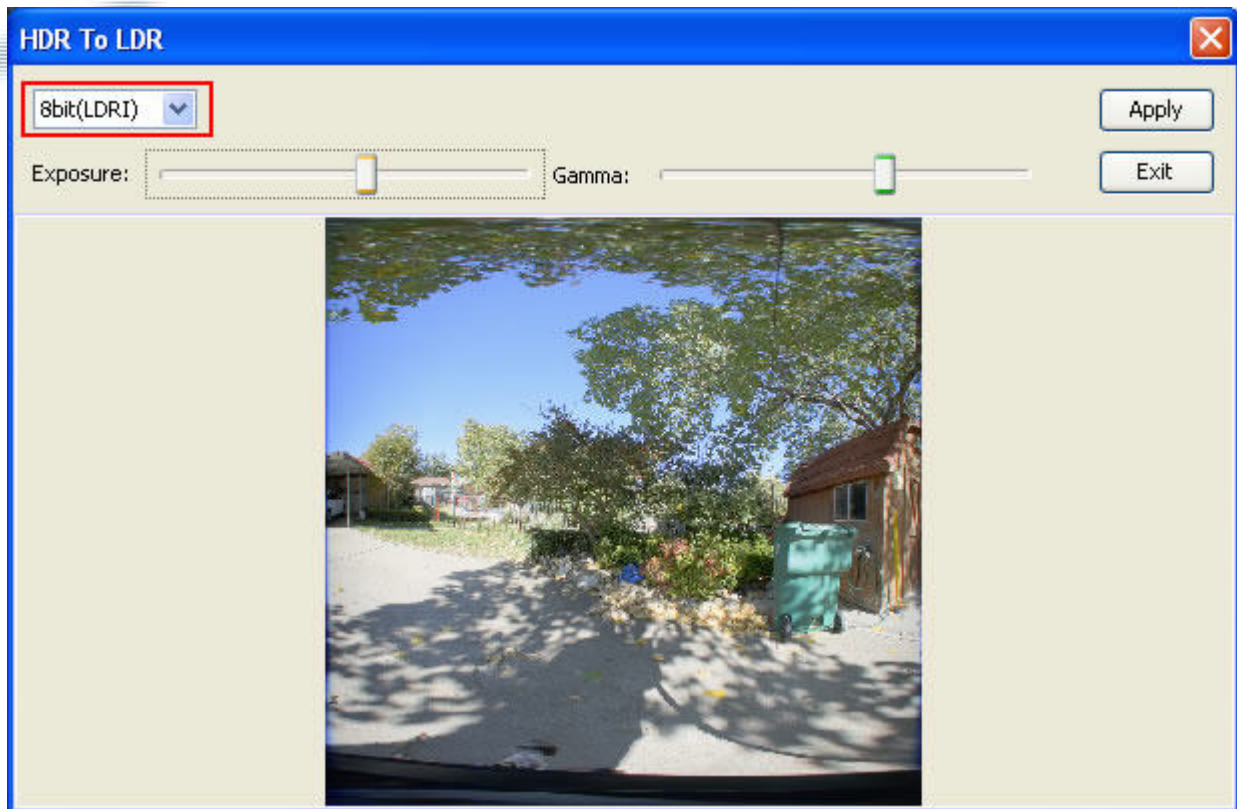 HDR To LDR
8bit(LDRI)
Apply
Exposure:
Gamma:
Exit